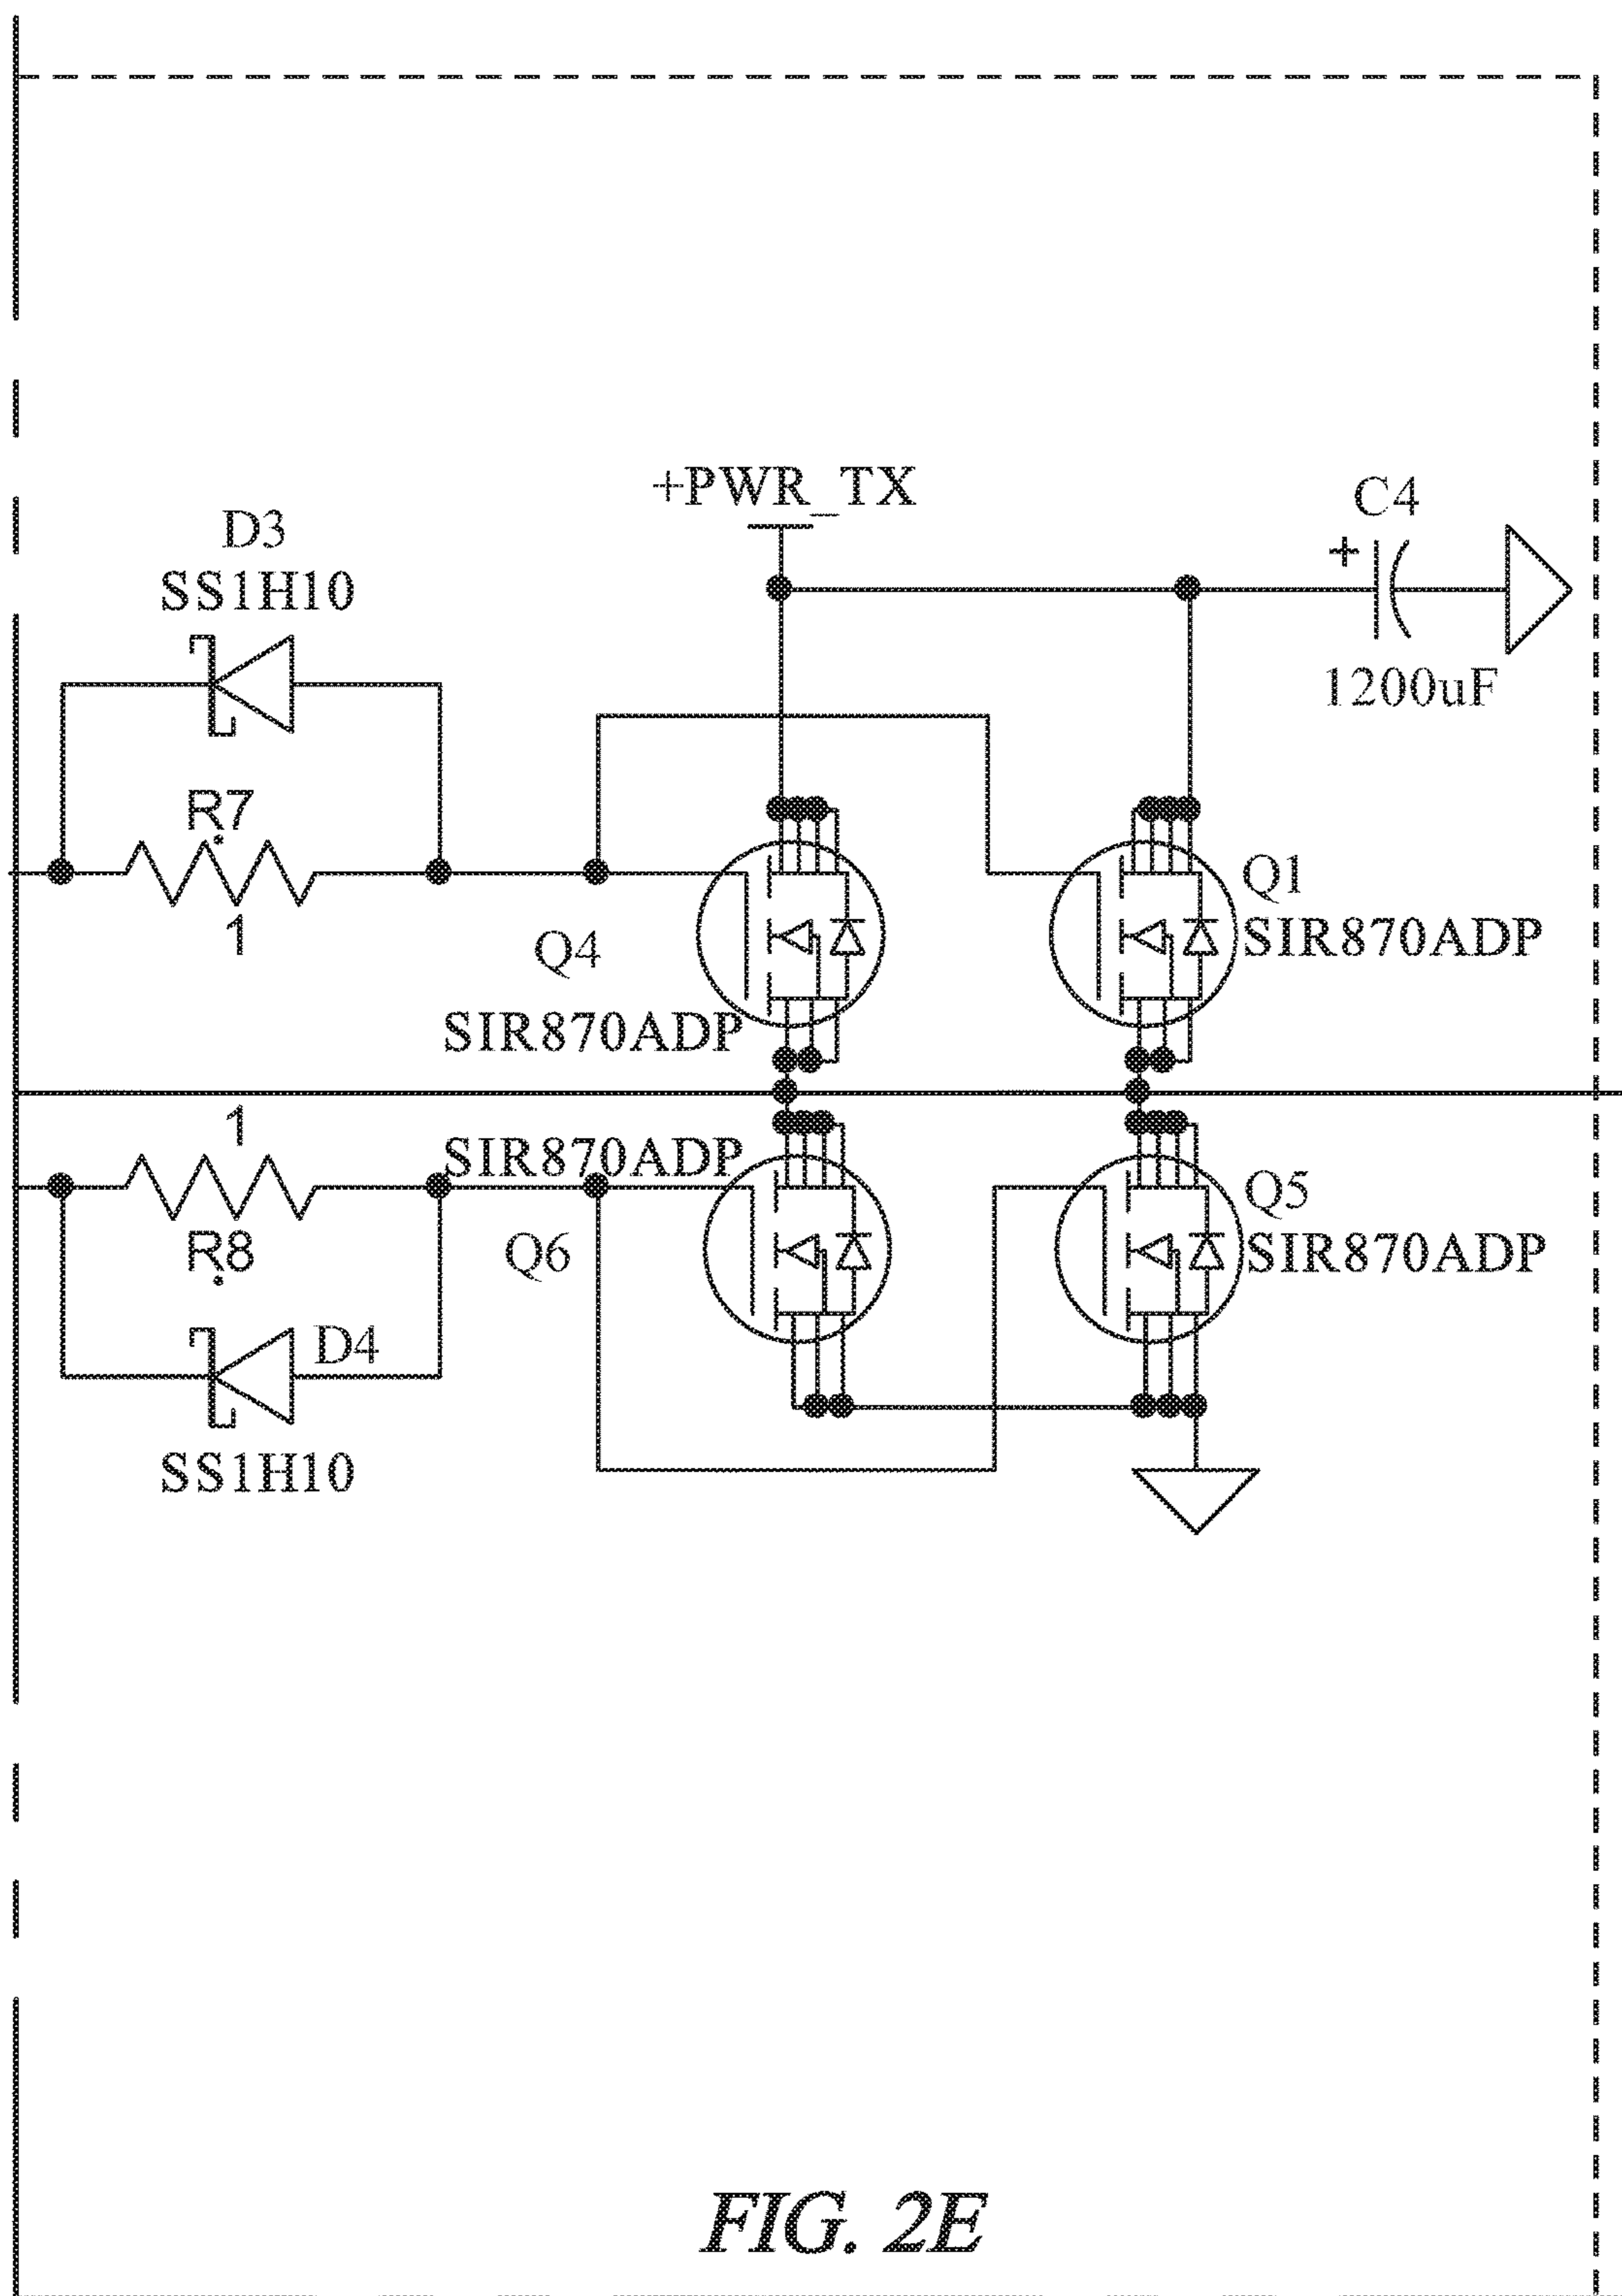 +PWR_TX
C4
+
1200uF
D3
SS1H10
R7
1
Q4
SIR870ADP
Q1
SIR870ADP
1
R8
SIR870ADP
Q6
Q5
SIR870ADP
D4
SS1H10
FIG. 2E